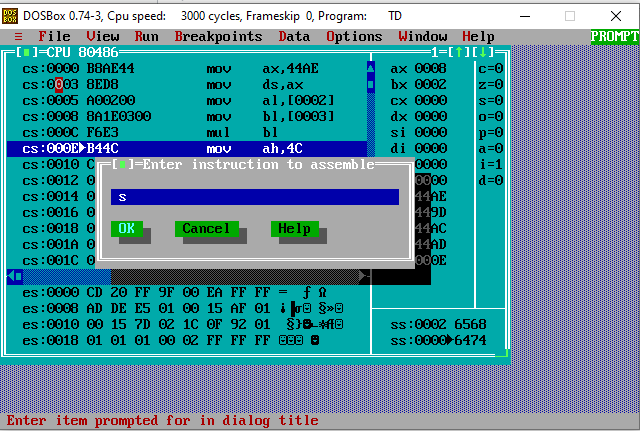 DOSBox 0.74-3, Cpu speed: 3000 cycles, Frameskip 0, Program: TD
≡ File View Run Breakpoints Data Options Window Help PROMPT
[■]=CPU 80486 1=[↑][↓]
cs:0000 B8AE44 mov ax,44AE ax 0008 c=0
cs:0003 8ED8 mov ds,ax bx 0002 z=0
cs:0005 A00200 mov al,[0002] cx 0000 s=0
cs:0008 8A1E0300 mov bl,[0003] dx 0000 o=0
cs:000C F6E3 mul bl si 0000 p=0
cs:000E►B44C mov ah,4C di 0000 a=0
cs:0010 C 0000 i=1
cs:0012 0 0000 d=0
cs:0014 0 44AE
cs:0016 0 449D
cs:0018 0 44AC
cs:001A 0 44AD
cs:001C 0 000E
[■]=Enter instruction to assemble
s
OK Cancel Help
es:0000 CD 20 FF 9F 00 EA FF FF = ƒ Ω
es:0008 AD DE E5 01 00 15 AF 01
es:0010 00 15 7D 02 1C 0F 92 01 ss:0002 6568
es:0018 01 01 01 00 02 FF FF FF ss:0000►6474
Enter item prompted for in dialog title